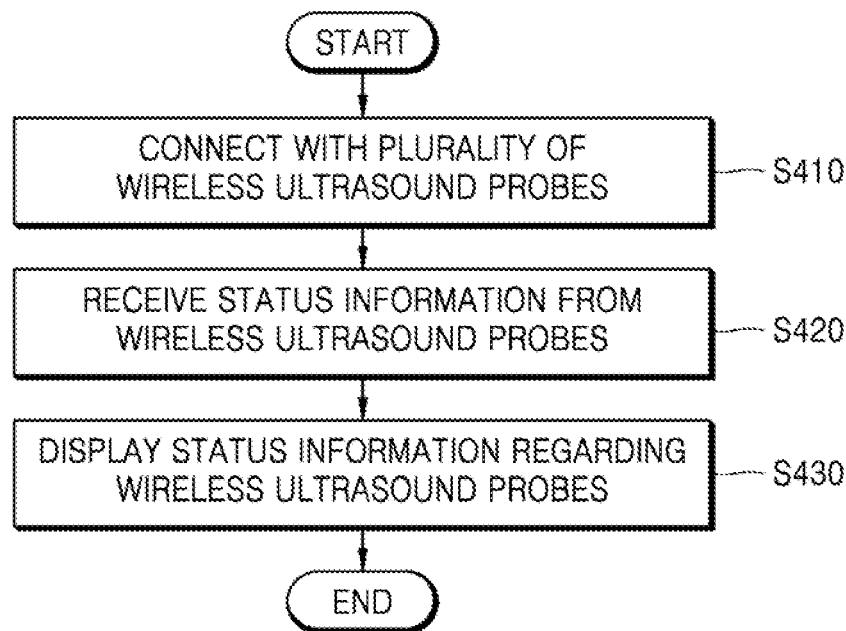 START
CONNECT WITH PLURALITY OF
WIRELESS ULTRASOUND PROBES
S410
RECEIVE STATUS INFORMATION FROM
WIRELESS ULTRASOUND PROBES
S420
DISPLAY STATUS INFORMATION REGARDING
WIRELESS ULTRASOUND PROBES
S430
END